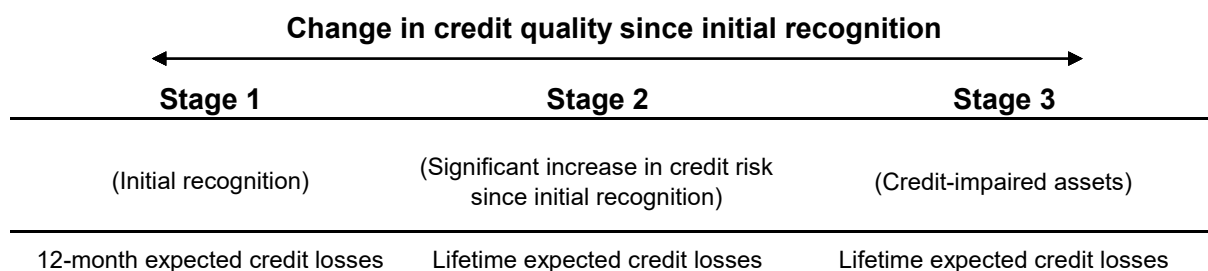 Change in credit quality since initial recognition
Stage 1 Stage 2 Stage 3
(Initial recognition) (Significant increase in credit risk since initial recognition) (Credit-impaired assets)
12-month expected credit losses Lifetime expected credit losses Lifetime expected credit losses